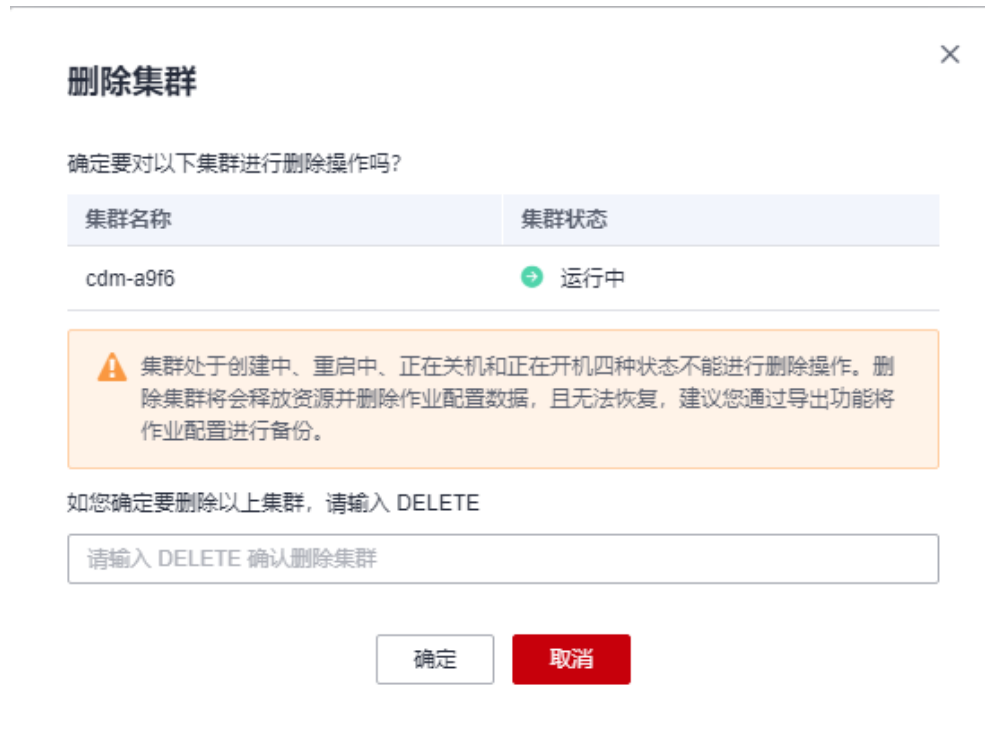 删除集群
确定要对以下集群进行删除操作吗?
集群名称 集群状态
cdm-a9f6 运行中
集群处于创建中、重启中、正在关机和正在开机四种状态不能进行删除操作。删
除集群将会释放资源并删除作业配置数据，且无法恢复，建议您通过导出功能将
作业配置进行备份。
如您确定要删除以上集群，请输入 DELETE
请输入 DELETE 确认删除集群
确定 取消